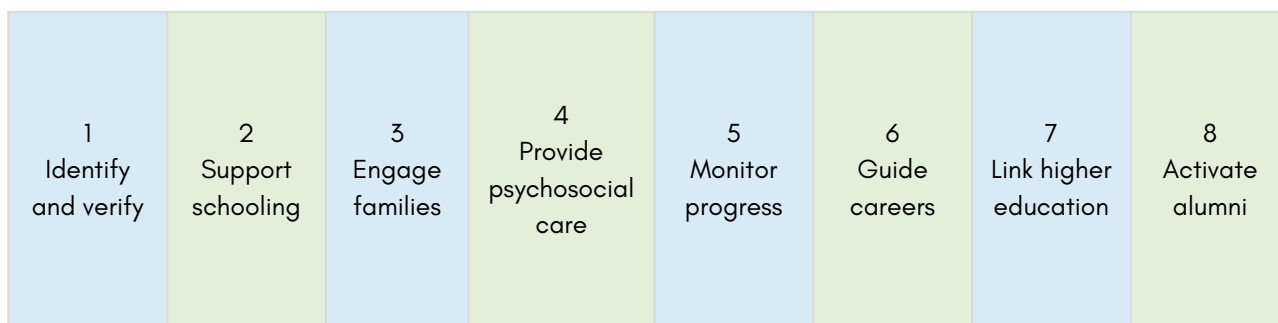 1
Identify
and verify
2
Support
schooling
3
Engage
families
4
Provide
psychosocial
care
5
Monitor
progress
6
Guide
careers
7
Link higher
education
8
Activate
alumni